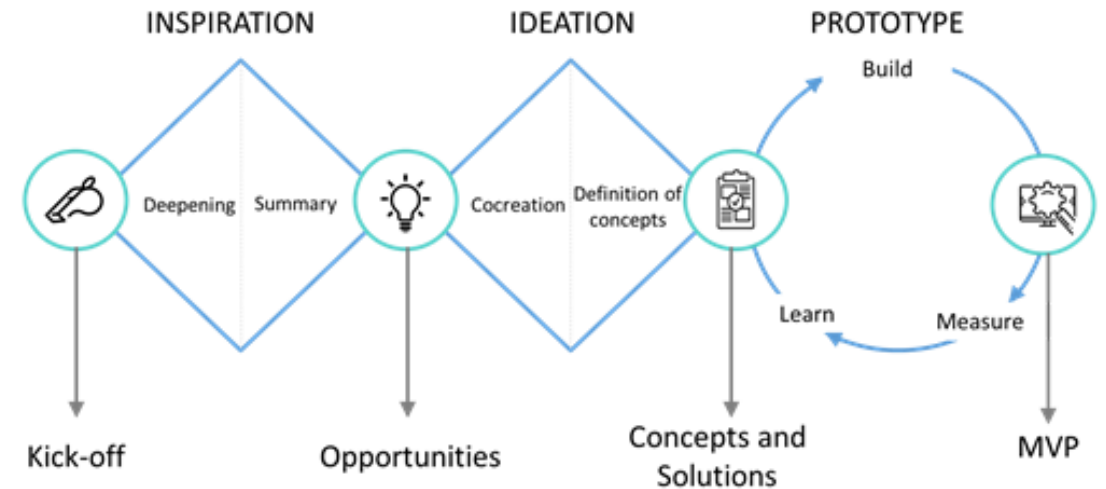 INSPIRATION
IDEATION
PROTOTYPE
Build
Deepening
Summary
Cocreation
Definition of
concepts
Learn
Measure
Kick-off
Opportunities
Concepts and
Solutions
MVP